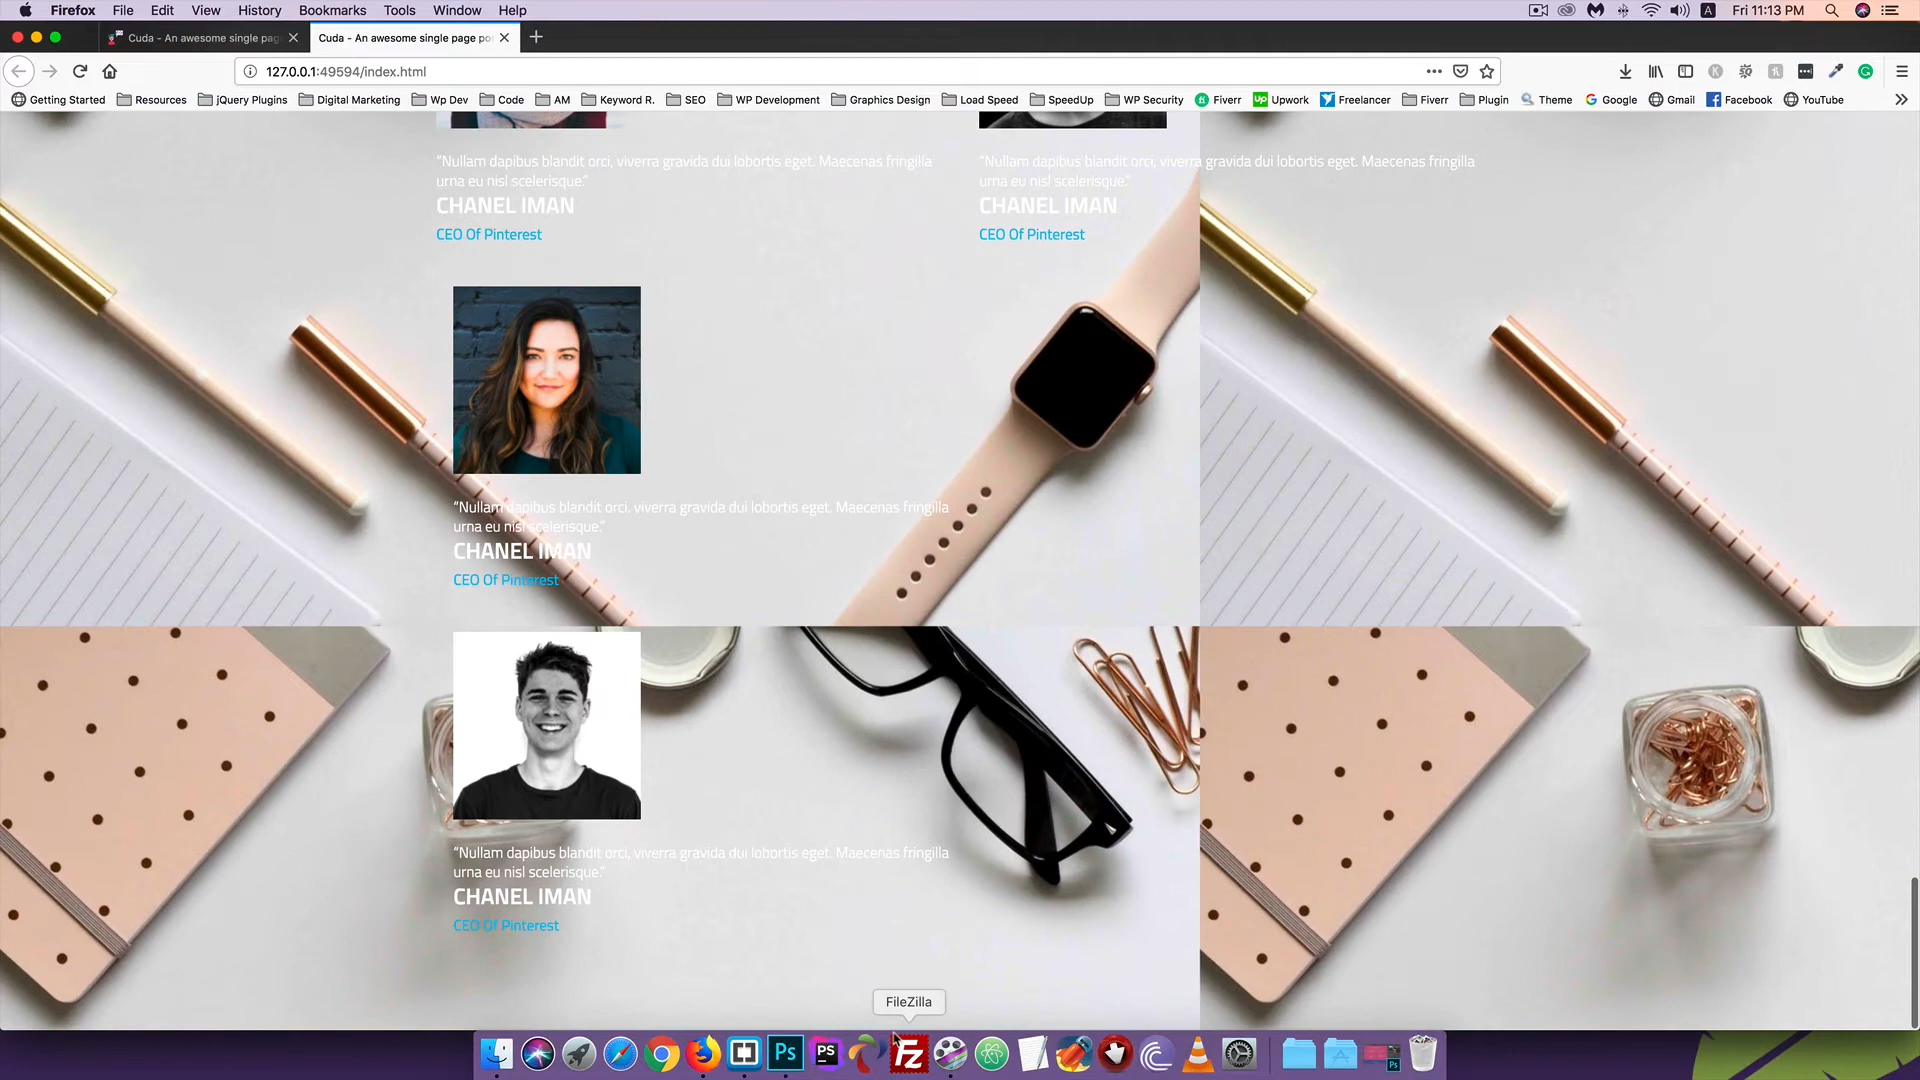 Firefox File Edit View History Bookmarks Tools Window Help
A Fri 11:13 PM
Cuda - An awesome single pag
Cuda - An awesome single page po
127.0.0.1:49594/index.html
Getting Started Resources jQuery Plugins Digital Marketing Wp Dev Code AM Keyword R. SEO WP Development Graphics Design Load Speed SpeedUp WP Security Fiverr Upwork Freelancer Fiverr Plugin Theme Google Gmail Facebook YouTube
“Nullam dapibus blandit orci, viverra gravida dui lobortis eget. Maecenas fringilla
urna eu nisl scelerisque.”
CHANEL IMAN
CEO Of Pinterest
“Nullam dapibus blandit orci, viverra gravida dui lobortis eget. Maecenas fringilla
urna eu nisl scelerisque.”
CHANEL IMAN
CEO Of Pinterest
“Nullam dapibus blandit orci, viverra gravida dui lobortis eget. Maecenas fringilla
urna eu nisl scelerisque.”
CHANEL IMAN
CEO Of Pinterest
“Nullam dapibus blandit orci, viverra gravida dui lobortis eget. Maecenas fringilla
urna eu nisl scelerisque.”
CHANEL IMAN
CEO Of Pinterest
FileZilla
Ps PS Fz Ps